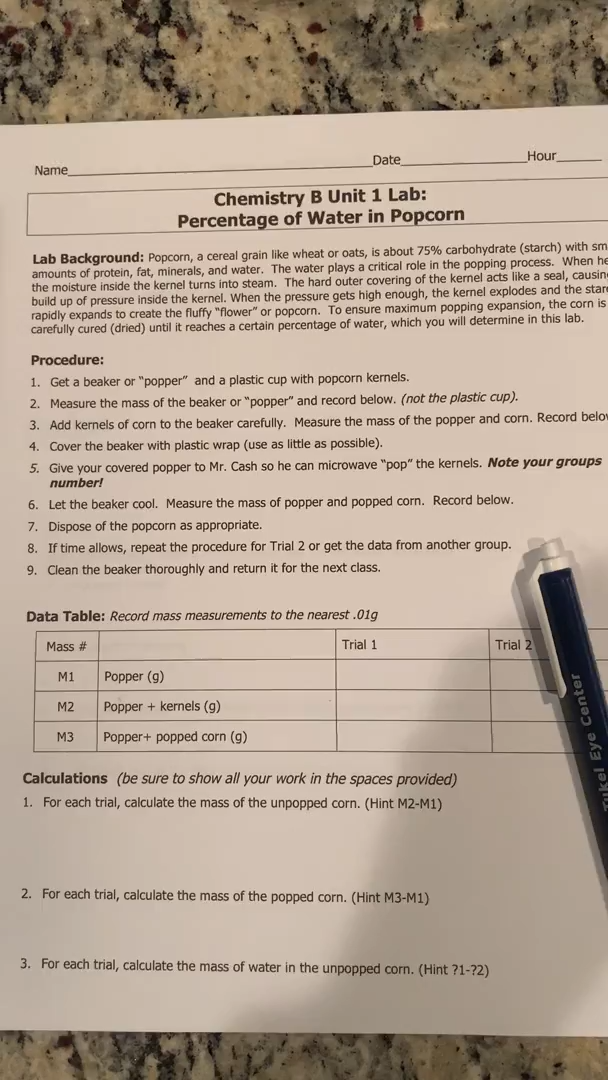 Name Date Hour
Chemistry B Unit 1 Lab:
Percentage of Water in Popcorn
Lab Background: Popcorn, a cereal grain like wheat or oats, is about 75% carbohydrate (starch) with sm
amounts of protein, fat, minerals, and water. The water plays a critical role in the popping process. When he
the moisture inside the kernel turns into steam. The hard outer covering of the kernel acts like a seal, causin
build up of pressure inside the kernel. When the pressure gets high enough, the kernel explodes and the star
rapidly expands to create the fluffy "flower" or popcorn. To ensure maximum popping expansion, the corn is
carefully cured (dried) until it reaches a certain percentage of water, which you will determine in this lab.
Procedure:
1. Get a beaker or "popper" and a plastic cup with popcorn kernels.
2. Measure the mass of the beaker or "popper" and record below. (not the plastic cup).
3. Add kernels of corn to the beaker carefully. Measure the mass of the popper and corn. Record belo
4. Cover the beaker with plastic wrap (use as little as possible).
5. Give your covered popper to Mr. Cash so he can microwave "pop" the kernels. Note your groups
number!
6. Let the beaker cool. Measure the mass of popper and popped corn. Record below.
7. Dispose of the popcorn as appropriate.
8. If time allows, repeat the procedure for Trial 2 or get the data from another group.
9. Clean the beaker thoroughly and return it for the next class.
Data Table: Record mass measurements to the nearest .01g
Mass # Trial 1 Trial 2
M1 Popper (g)
M2 Popper + kernels (g)
M3 Popper+ popped corn (g)
Calculations (be sure to show all your work in the spaces provided)
1. For each trial, calculate the mass of the unpopped corn. (Hint M2-M1)
2. For each trial, calculate the mass of the popped corn. (Hint M3-M1)
3. For each trial, calculate the mass of water in the unpopped corn. (Hint ?1-?2)
Eye Center